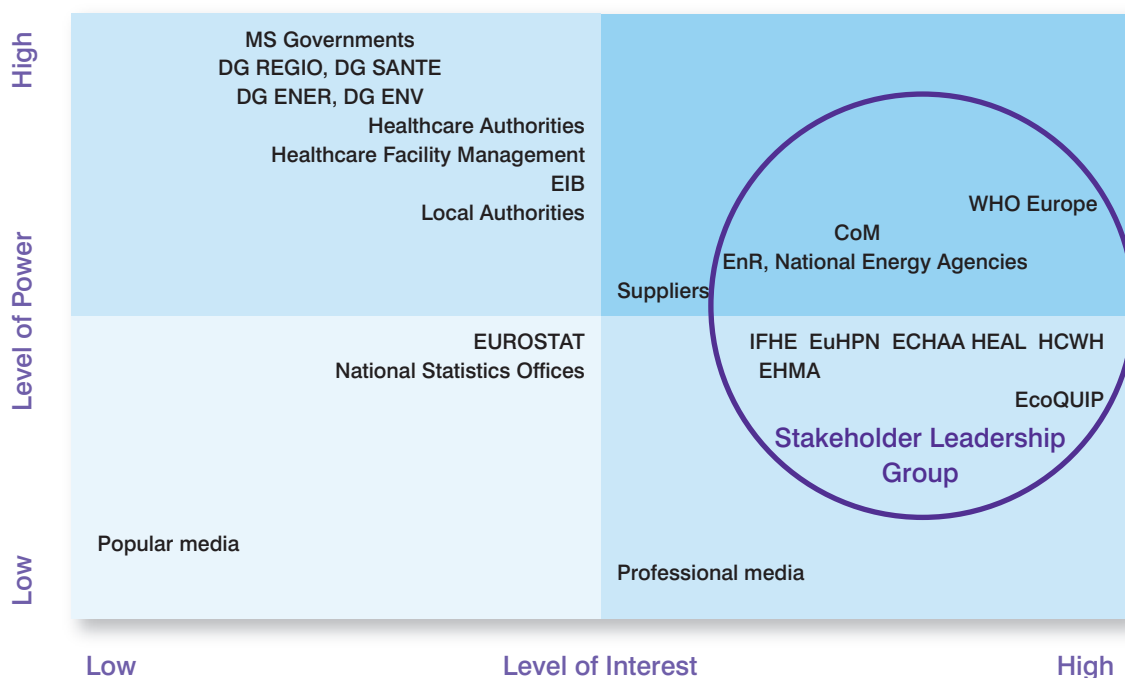 High
Level of Power
Low
MS Governments
DG REGIO, DG SANTE
DG ENER, DG ENV
Healthcare Authorities
Healthcare Facility Management
EIB
Local Authorities
WHO Europe
CoM
EnR, National Energy Agencies
Suppliers
EUROSTAT
National Statistics Offices
Popular media
IFHE EuHPN ECHAA HEAL HCWH
EHMA
EcoQUIP
Stakeholder Leadership
Group
Professional media
Low
Level of Interest
High